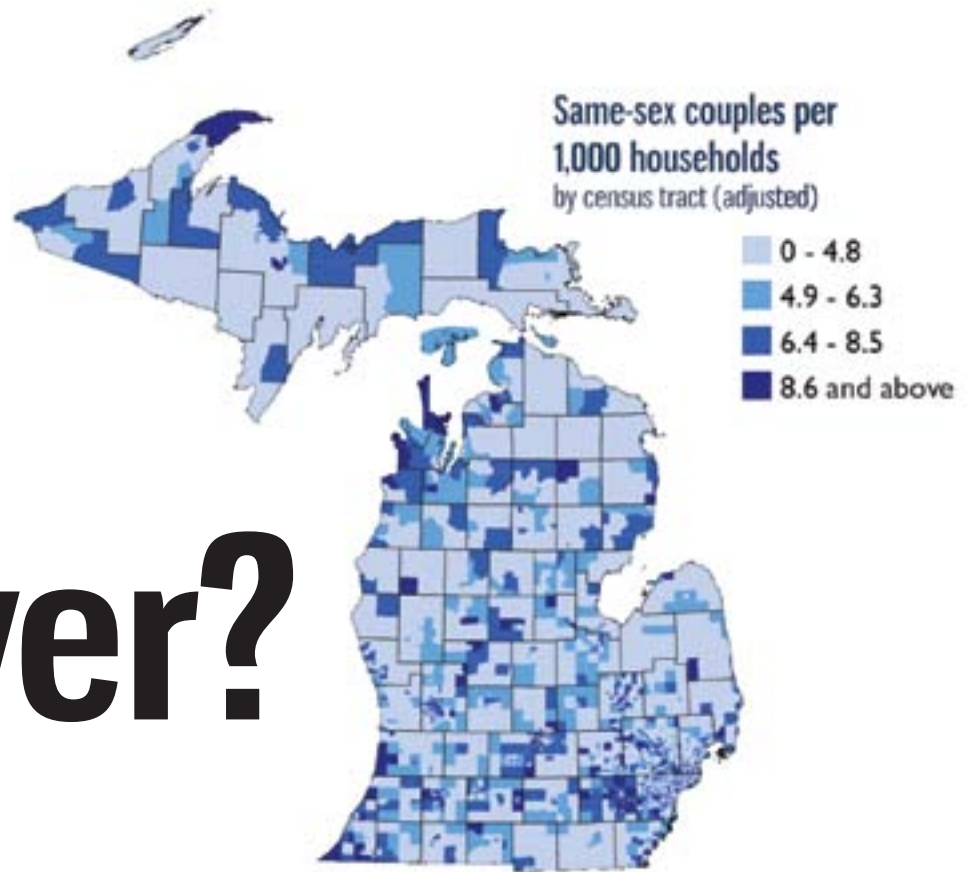 Same-sex couples per
1,000 households
by census tract (adjusted)
0 - 4.8
4.9 - 6.3
6.4 - 8.5
8.6 and above
ver?